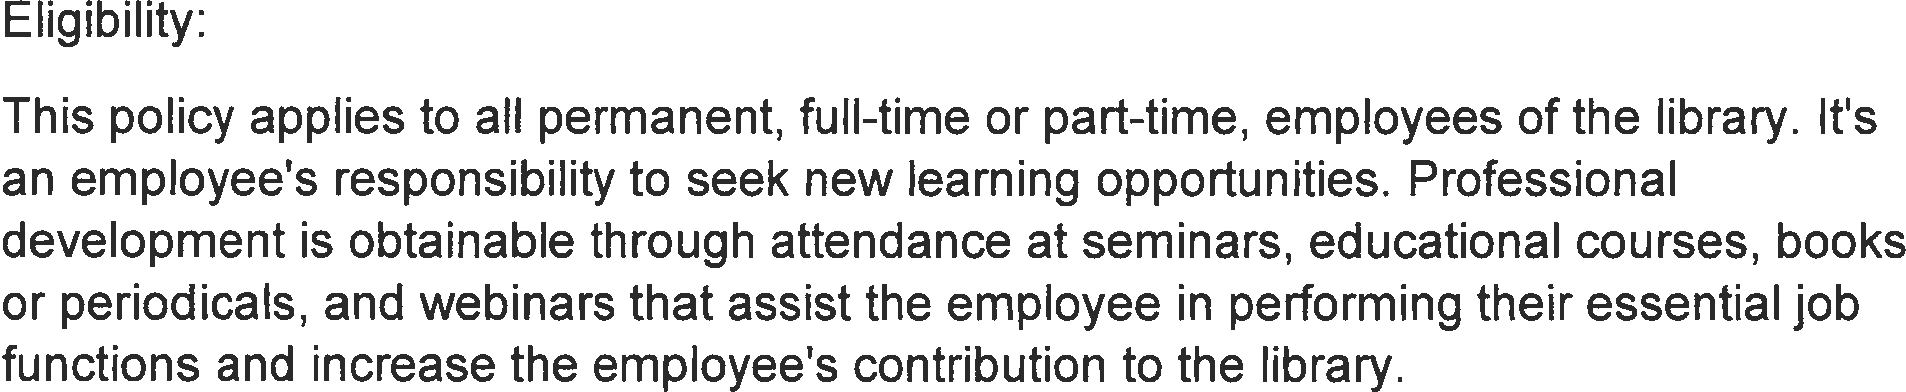 Eligibility:
This policy applies to all permanent, full-time or part-time, employees of the library. It's
an employee's responsibility to seek new learning opportunities. Professional
development is obtainable through attendance at seminars, educational courses, books
or periodicals, and webinars that assist the employee in performing their essential job
functions and increase the employee's contribution to the library.